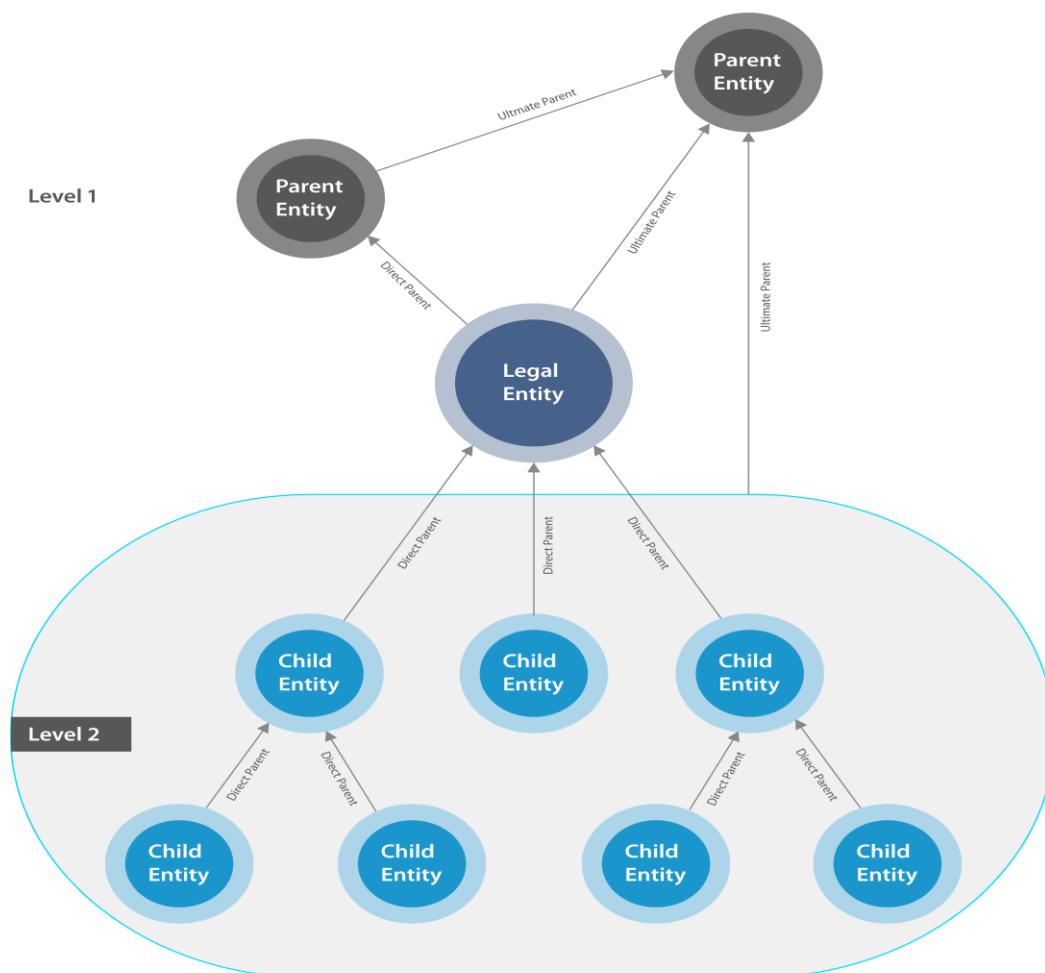 Parent
Entity
Ultmate Parent
Parent
Entity
Level 1
Ultimate Parent
Direct Parent
Ultimate Parent
Legal
Entity
Direct Parent
Direct Parent
Direct Parent
Child
Entity
Child
Entity
Child
Entity
Level 2
Direct Parent
Direct Parent
Direct Parent
Direct Parent
Child
Entity
Child
Entity
Child
Entity
Child
Entity